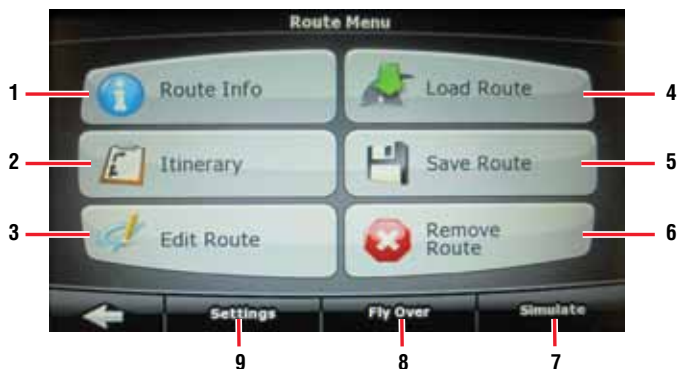 Route Menu
1 Route Info Load Route 4
2 Itinerary Save Route 5
3 Edit Route Remove Route 6
Settings Fly Over Simulate
9 8 7